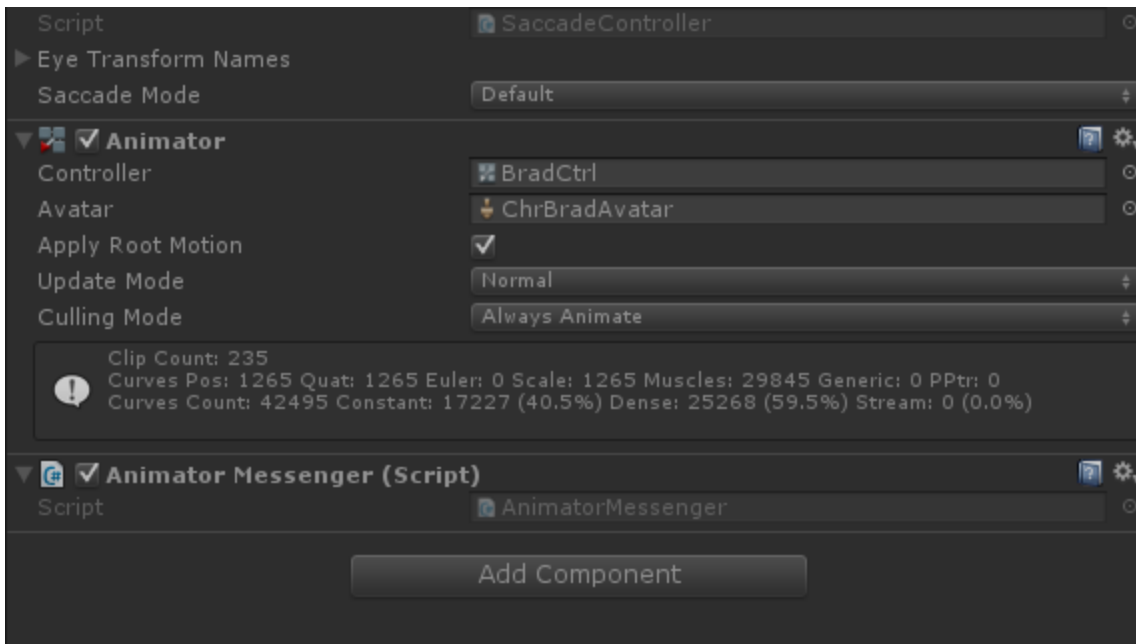 Script SaccadeController
Eye Transform Names
Saccade Mode Default
Animator
Controller BradCtrl
Avatar ChrBradAvatar
Apply Root Motion
Update Mode Normal
Culling Mode Always Animate
Clip Count: 235
Curves Pos: 1265 Quat: 1265 Euler: 0 Scale: 1265 Muscles: 29845 Generic: 0 PPtr: 0
Curves Count: 42495 Constant: 17227 (40.5%) Dense: 25268 (59.5%) Stream: 0 (0.0%)
Animator Messenger (Script)
Script AnimatorMessenger
Add Component